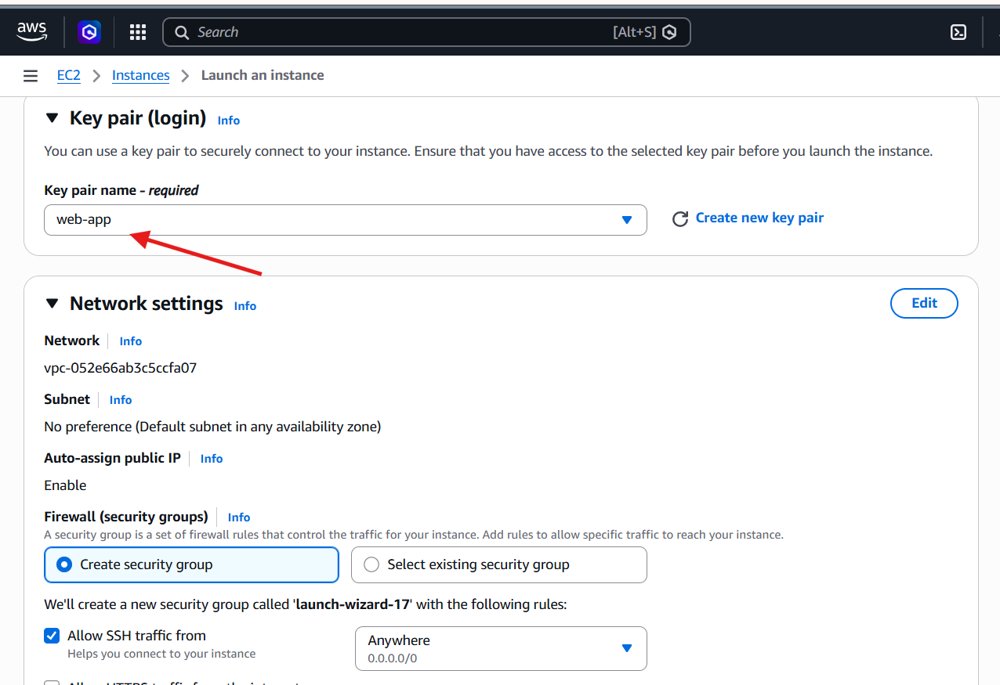 aws
Search [Alt+S]
EC2 Instances Launch an instance
Key pair (login) Info
You can use a key pair to securely connect to your instance. Ensure that you have access to the selected key pair before you launch the instance.
Key pair name - required
web-app
Create new key pair
Network settings Info
Edit
Network Info
vpc-052e66ab3c5ccfa07
Subnet Info
No preference (Default subnet in any availability zone)
Auto-assign public IP Info
Enable
Firewall (security groups) Info
A security group is a set of firewall rules that control the traffic for your instance. Add rules to allow specific traffic to reach your instance.
Create security group
Select existing security group
We'll create a new security group called 'launch-wizard-17' with the following rules:
Allow SSH traffic from
Helps you connect to your instance
Anywhere
0.0.0.0/0
Allow HTTPS traffic from the internet